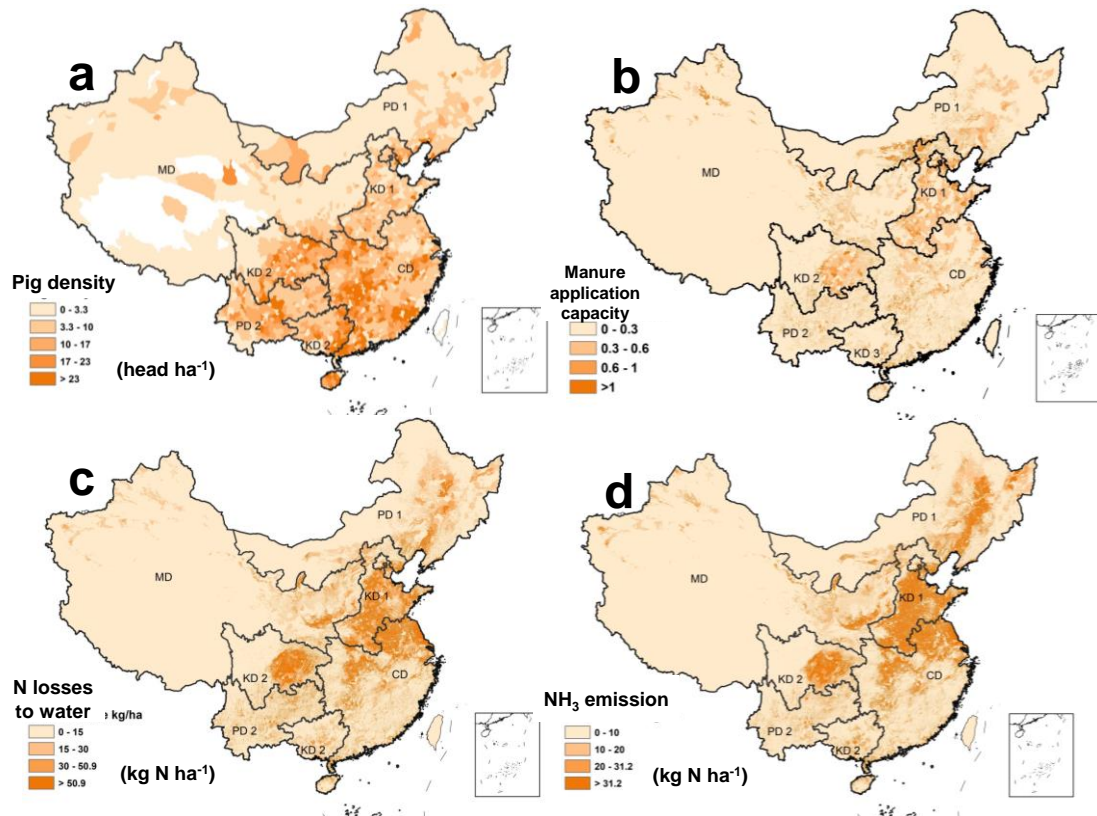 a
PD 1
MD
KD 1
KD 2
CD
PD 2
KD 2
Pig density
0 - 3.3
3.3 - 10
10 - 17
17 - 23
> 23
(head ha-1)
b
PD 1
MD
KD 1
KD 2
CD
PD 2
KD 3
Manure
application
capacity
0 - 0.3
0.3 - 0.6
0.6 - 1
>1
c
PD 1
MD
KD 1
KD 2
CD
PD 2
KD 2
N losses
to water
e kg/ha
0 - 15
15 - 30
30 - 50.9
> 50.9
(kg N ha-1)
d
PD 1
MD
KD 1
KD 2
CD
PD 2
KD 2
NH3 emission
0 - 10
10 - 20
20 - 31.2
> 31.2
(kg N ha-1)